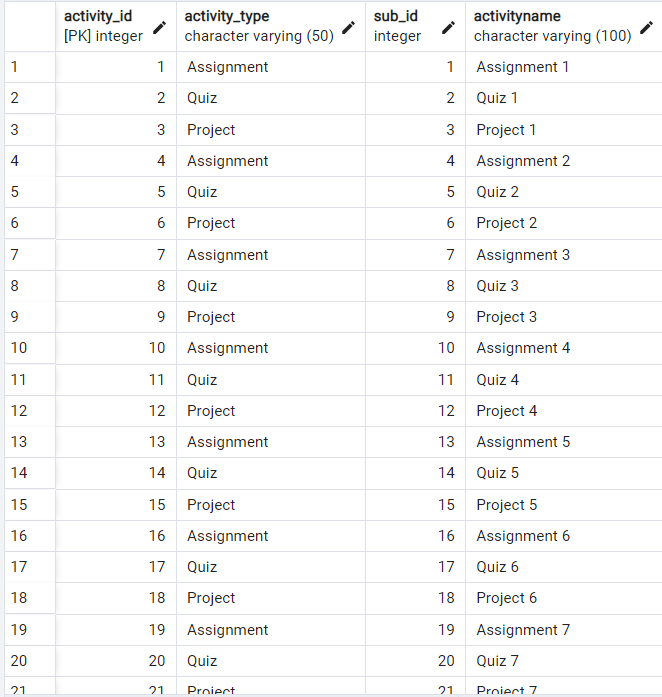 activity_id activity_type sub_id activityname
[PK] integer character varying (50) integer character varying (100)
1 1 Assignment 1 Assignment 1
2 2 Quiz 2 Quiz 1
3 3 Project 3 Project 1
4 4 Assignment 4 Assignment 2
5 5 Quiz 5 Quiz 2
6 6 Project 6 Project 2
7 7 Assignment 7 Assignment 3
8 8 Quiz 8 Quiz 3
9 9 Project 9 Project 3
10 10 Assignment 10 Assignment 4
11 11 Quiz 11 Quiz 4
12 12 Project 12 Project 4
13 13 Assignment 13 Assignment 5
14 14 Quiz 14 Quiz 5
15 15 Project 15 Project 5
16 16 Assignment 16 Assignment 6
17 17 Quiz 17 Quiz 6
18 18 Project 18 Project 6
19 19 Assignment 19 Assignment 7
20 20 Quiz 20 Quiz 7
21 21 Project 21 Project 7